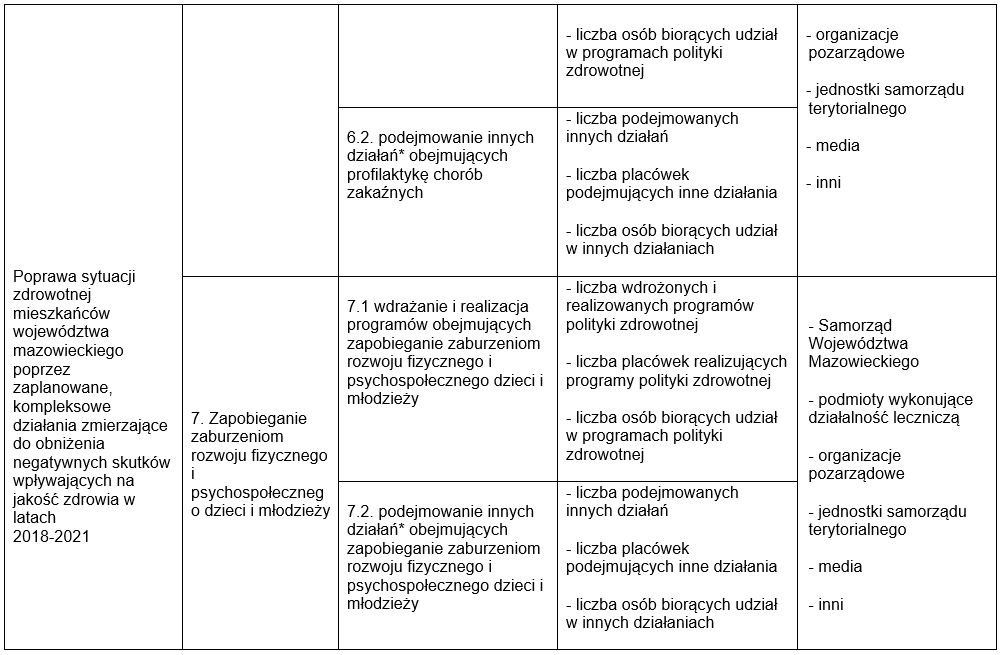 Poprawa sytuacji
zdrowotnej
mieszkańców
województwa
mazowieckiego
poprzez
zaplanowane,
kompleksowe
działania zmierzające
do obniżenia
negatywnych skutków
wpływających na
jakość zdrowia w
latach
2018-2021
- liczba osób biorących udział
w programach polityki
zdrowotnej
6.2. podejmowanie innych
działań* obejmujących
profilaktykę chorób
zakaźnych
- liczba podejmowanych
innych działań
- liczba placówek
podejmujących inne działania
- liczba osób biorących udział
w innych działaniach
- organizacje
pozarządowe
- jednostki samorządu
terytorialnego
- media
- inni
7. Zapobieganie
zaburzeniom
rozwoju fizycznego
i
psychospołeczneg
o dzieci i młodzieży
7.1 wdrażanie i realizacja
programów obejmujących
zapobieganie zaburzeniom
rozwoju fizycznego i
psychospołecznego dzieci i
młodzieży
- liczba wdrożonych i
realizowanych programów
polityki zdrowotnej
- liczba placówek realizujących
programy polityki zdrowotnej
- liczba osób biorących udział
w programach polityki
zdrowotnej
7.2. podejmowanie innych
działań* obejmujących
zapobieganie zaburzeniom
rozwoju fizycznego i
psychospołecznego dzieci i
młodzieży
- liczba podejmowanych
innych działań
- liczba placówek
podejmujących inne działania
- liczba osób biorących udział
w innych działaniach
- Samorząd
Województwa
Mazowieckiego
- podmioty wykonujące
działalność leczniczą
- organizacje
pozarządowe
- jednostki samorządu
terytorialnego
- media
- inni